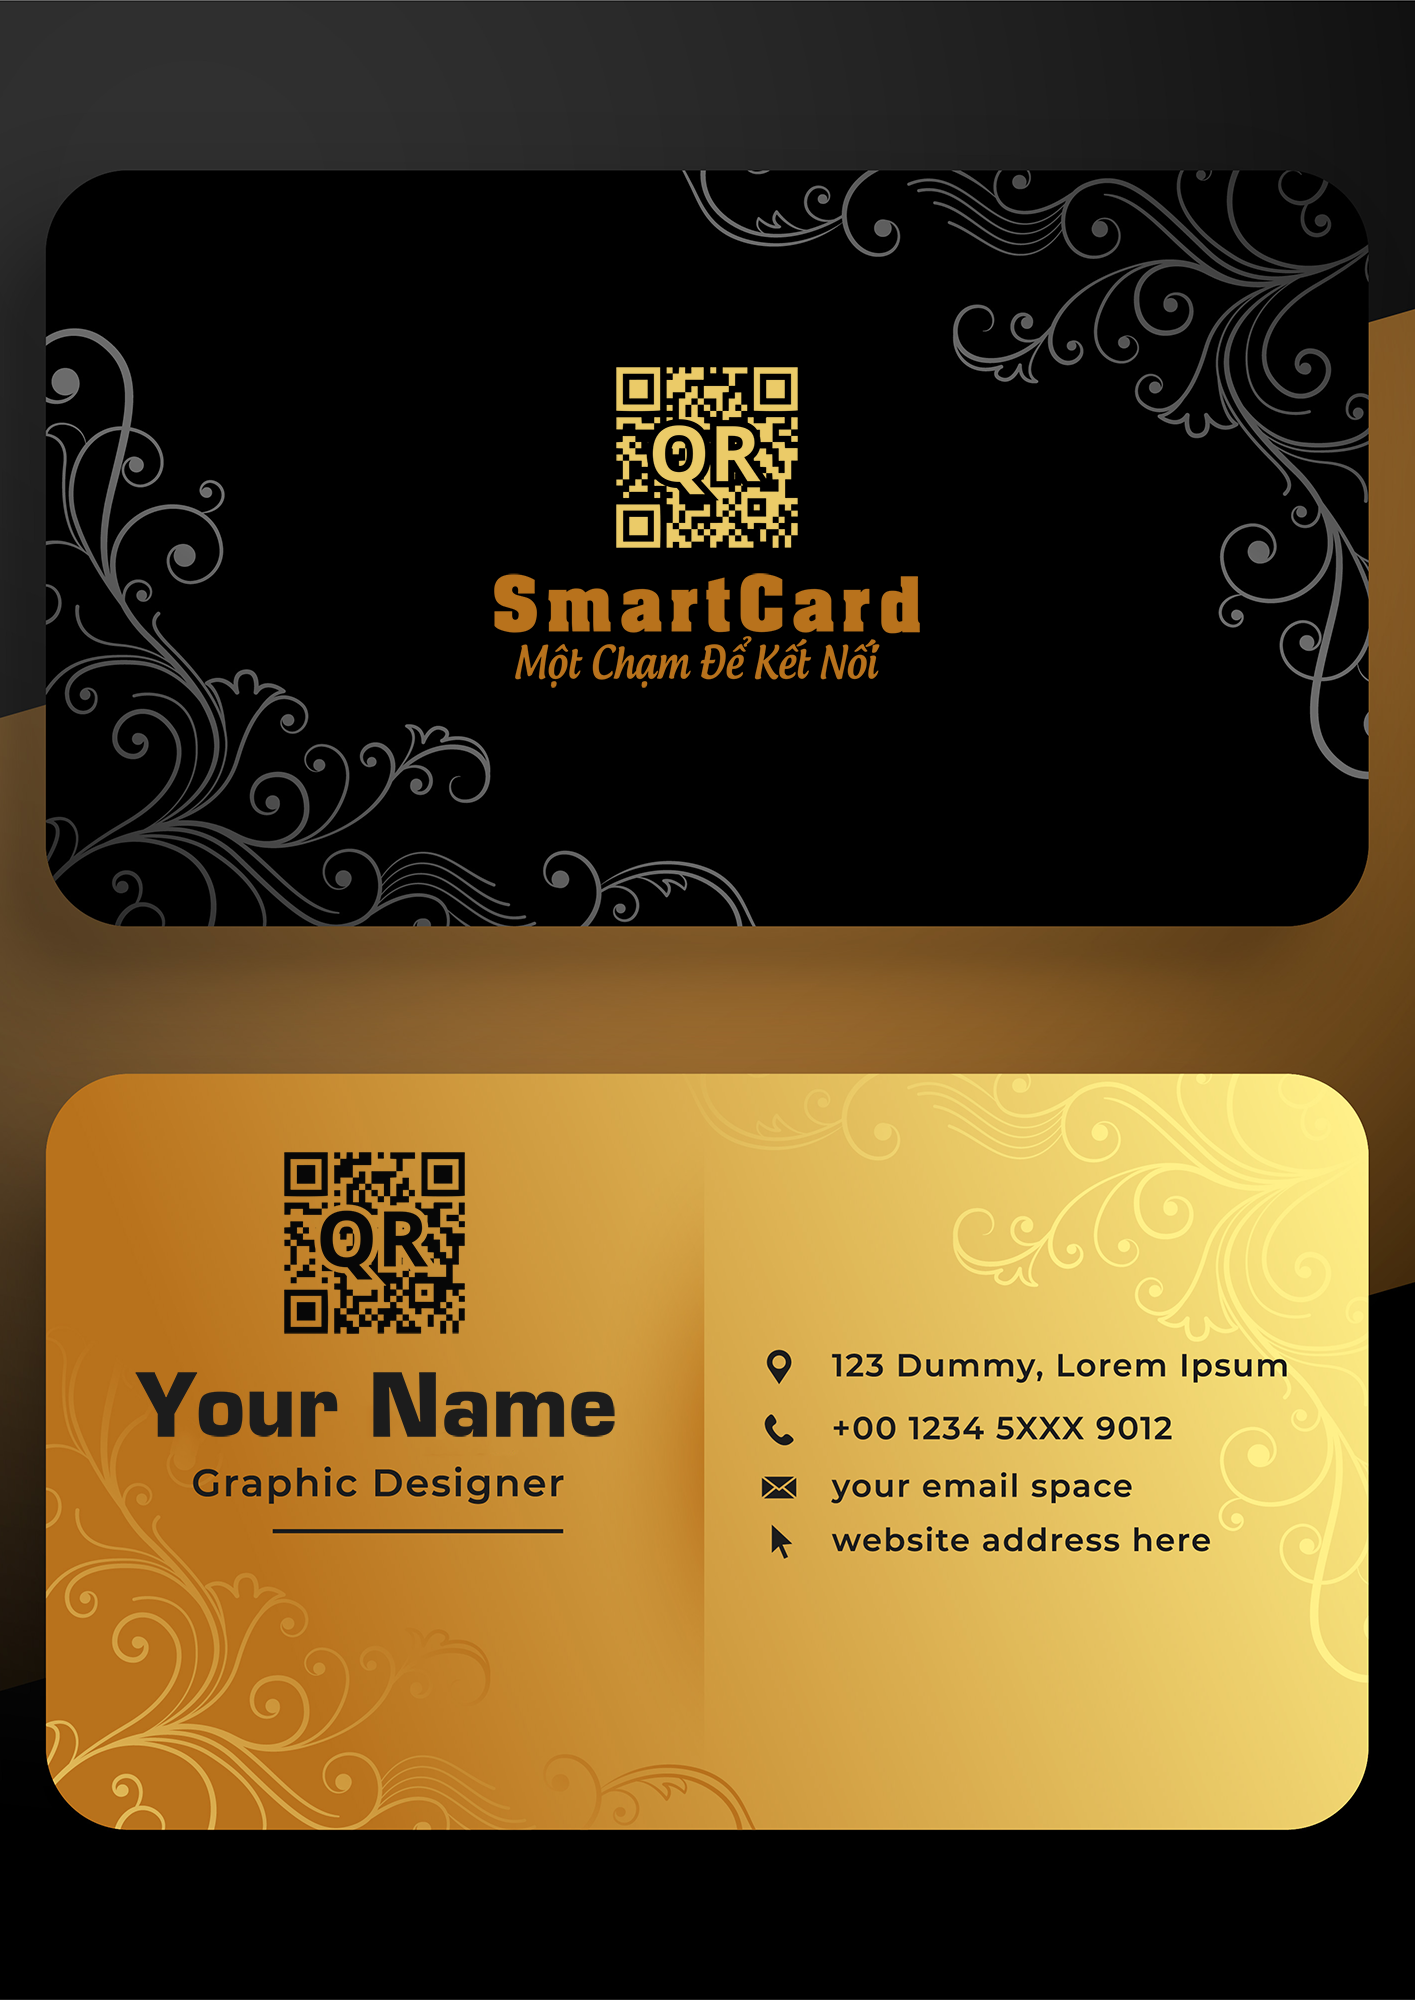 QR
SmartCard
Một Chạm Để Kết Nối
QR
Your Name
Graphic Designer
123 Dummy, Lorem Ipsum
+00 1234 5XXX 9012
your email space
website address here